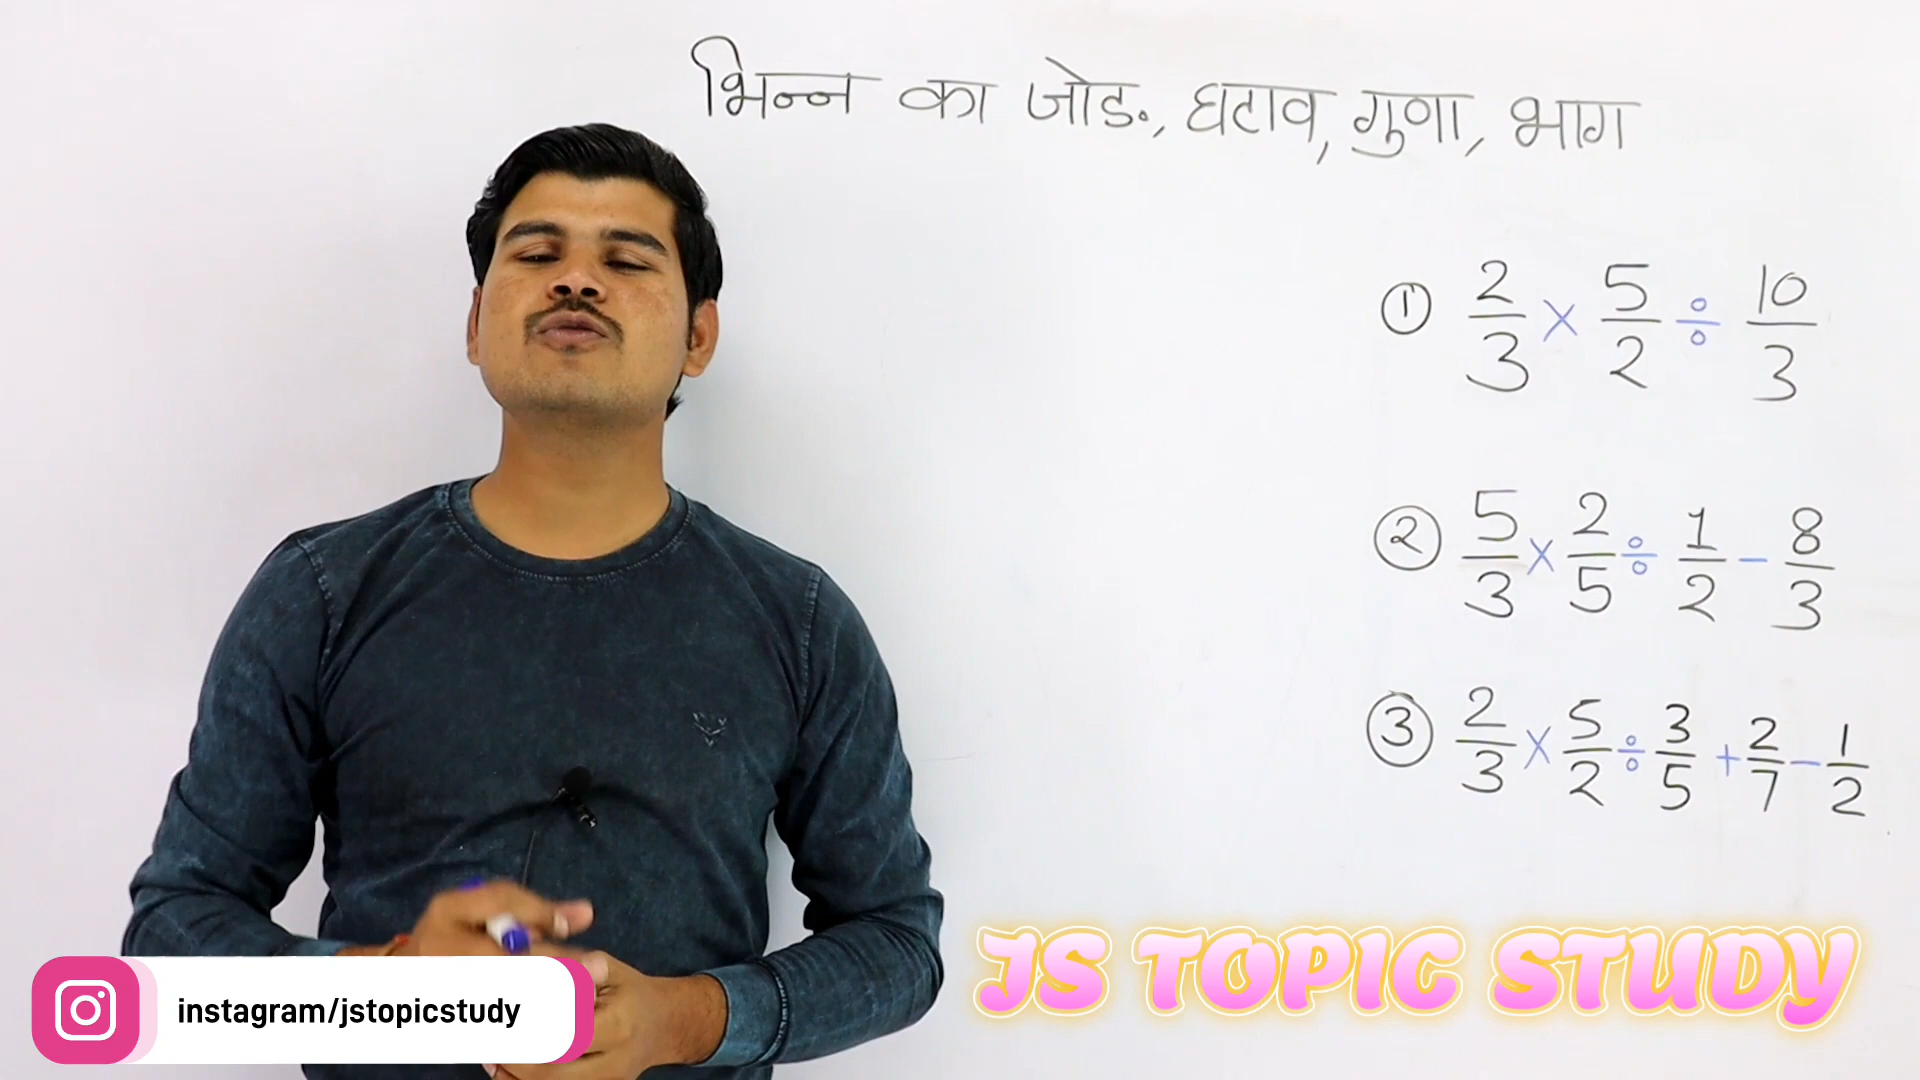 भिन्न का जोड़, घटाव, गुणा, भाग
① 2/3 × 5/2 ÷ 10/3
② 5/3 × 2/5 ÷ 1/2 - 8/3
③ 2/3 × 5/2 ÷ 3/5 + 2/7 - 1/2
JS TOPIC STUDY
instagram/jstopicstudy